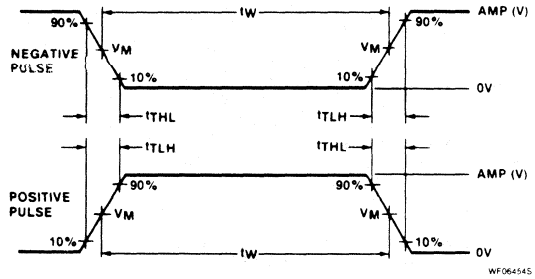 tW
AMP (V)
90%
90%
NEGATIVE
PULSE
VM
VM
10%
10%
0V
tTHL
tTLH
tTLH
tTHL
AMP (V)
POSITIVE
PULSE
90%
90%
VM
VM
10%
10%
tW
0V
WF06454S